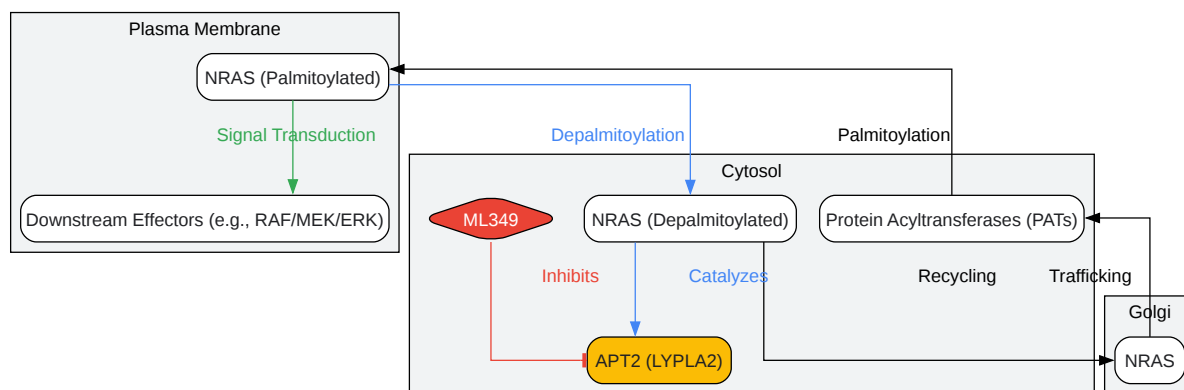 Plasma Membrane
NRAS (Palmitoylated)
Signal Transduction
Depalmitoylation
Palmitoylation
Cytosol
Downstream Effectors (e.g., RAF/MEK/ERK)
ML349
NRAS (Depalmitoylated)
Protein Acyltransferases (PATs)
Inhibits
Catalyzes
Recycling
Trafficking
Golgi
APT2 (LYPLA2)
NRAS